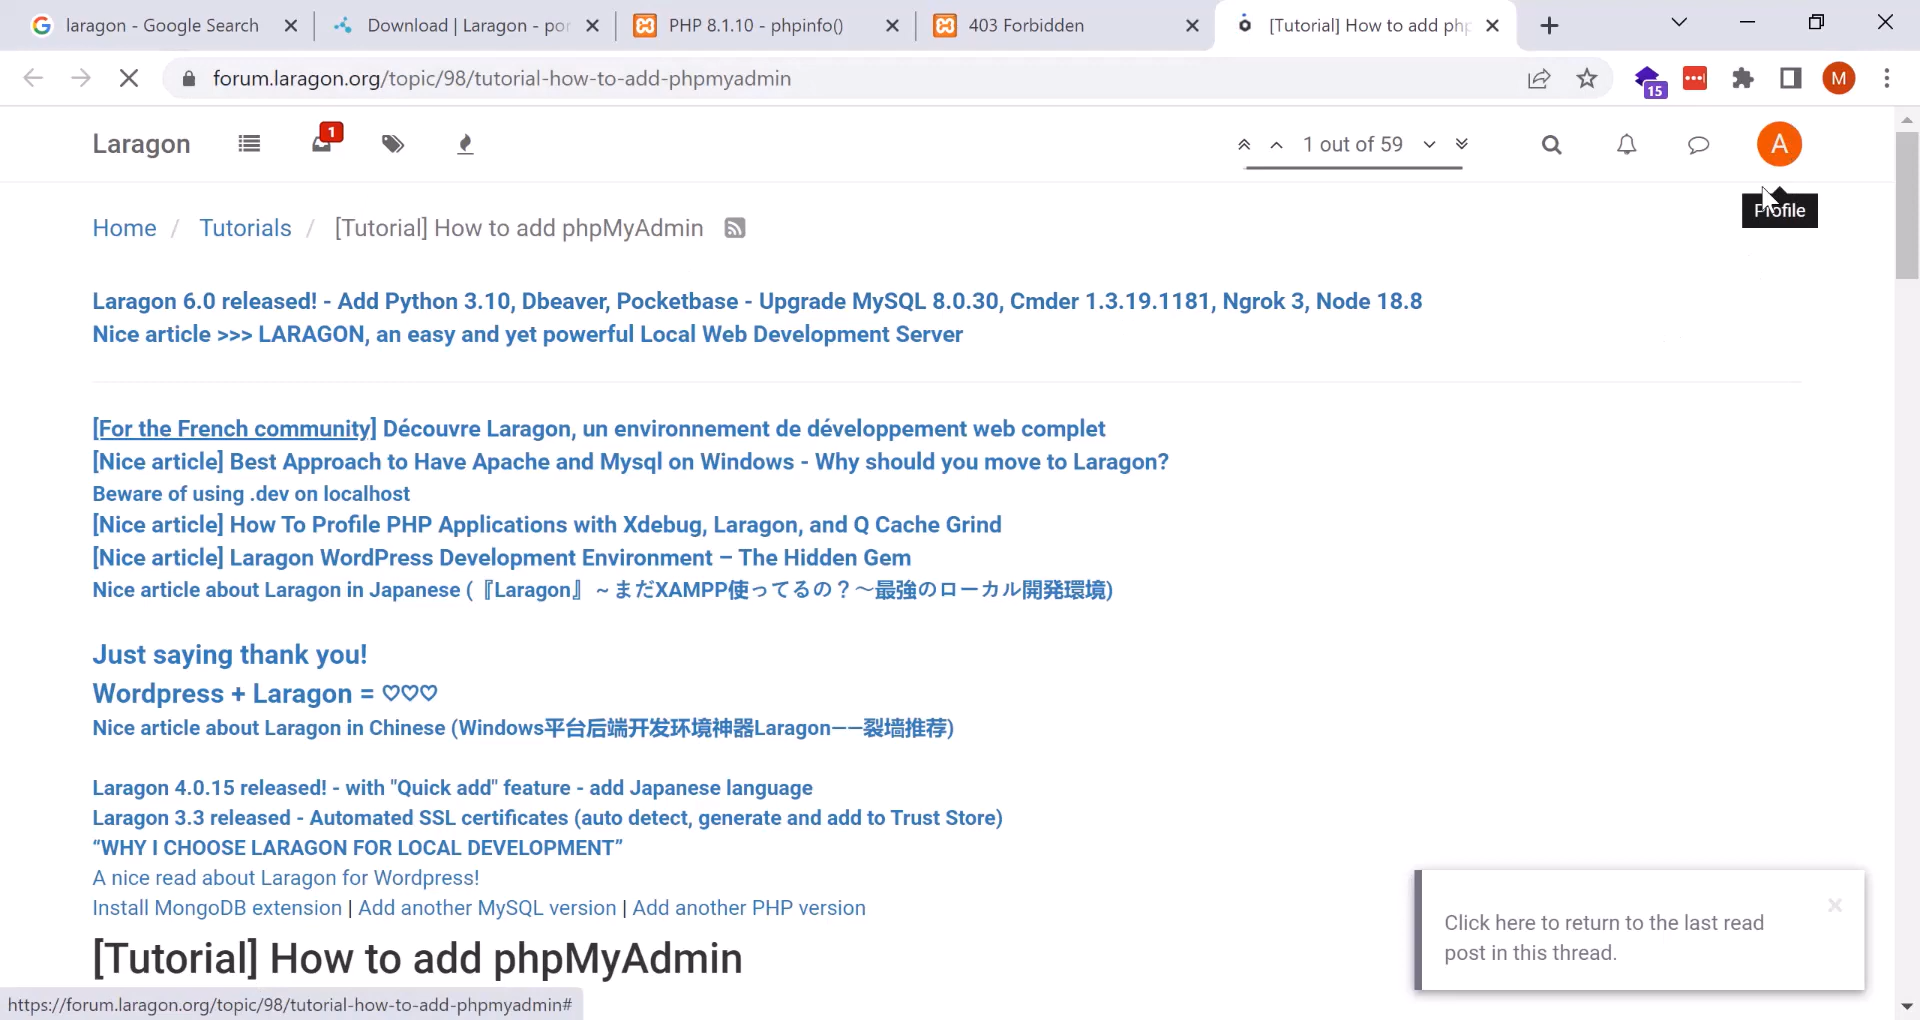 laragon - Google Search
Download | Laragon - por
PHP 8.1.10 - phpinfo()
403 Forbidden
[Tutorial] How to add php
forum.laragon.org/topic/98/tutorial-how-to-add-phpmyadmin
15
M
Laragon
1
1 out of 59
A
Profile
Home / Tutorials / [Tutorial] How to add phpMyAdmin
Laragon 6.0 released! - Add Python 3.10, Dbeaver, Pocketbase - Upgrade MySQL 8.0.30, Cmder 1.3.19.1181, Ngrok 3, Node 18.8
Nice article >>> LARAGON, an easy and yet powerful Local Web Development Server
[For the French community] Découvre Laragon, un environnement de développement web complet
[Nice article] Best Approach to Have Apache and Mysql on Windows - Why should you move to Laragon?
Beware of using .dev on localhost
[Nice article] How To Profile PHP Applications with Xdebug, Laragon, and Q Cache Grind
[Nice article] Laragon WordPress Development Environment – The Hidden Gem
Nice article about Laragon in Japanese (『Laragon』～まだXAMPP使ってるの？〜最強のローカル開発環境)
Just saying thank you!
Wordpress + Laragon = ♡♡♡
Nice article about Laragon in Chinese (Windows平台后端开发环境神器Laragon——裂墙推荐)
Laragon 4.0.15 released! - with "Quick add" feature - add Japanese language
Laragon 3.3 released - Automated SSL certificates (auto detect, generate and add to Trust Store)
“WHY I CHOOSE LARAGON FOR LOCAL DEVELOPMENT”
A nice read about Laragon for Wordpress!
Install MongoDB extension | Add another MySQL version | Add another PHP version
[Tutorial] How to add phpMyAdmin
Click here to return to the last read
post in this thread.
https://forum.laragon.org/topic/98/tutorial-how-to-add-phpmyadmin#